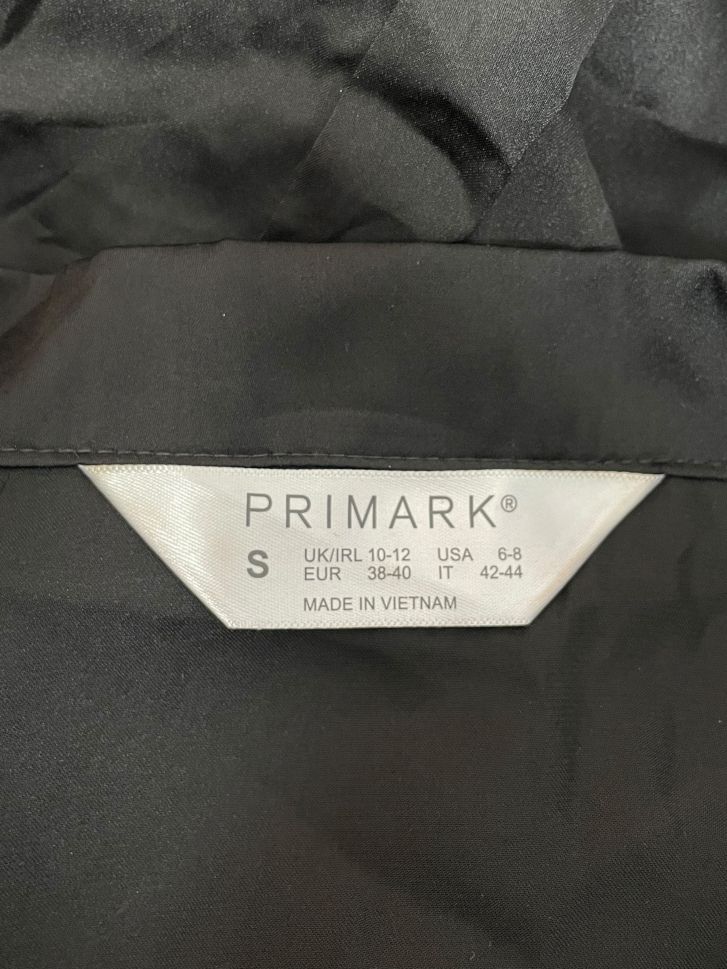 PRIMARK®
S UK/IRL 10-12 USA 6-8
EUR 38-40 IT 42-44
MADE IN VIETNAM